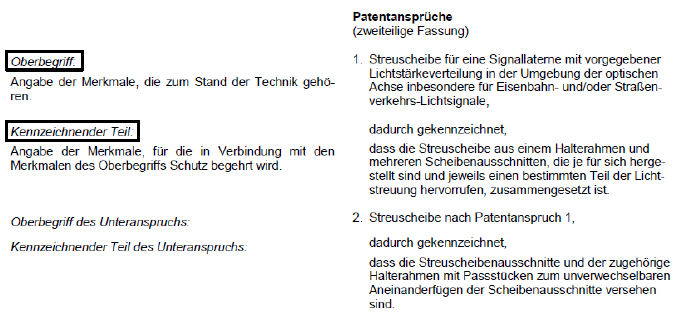 Patentansprüche
(zweiteilige Fassung)
Oberbegriff:
Angabe der Merkmale, die zum Stand der Technik gehö-
ren.
1. Streuscheibe für eine Signallaterne mit vorgegebener
Lichtstärkeverteilung in der Umgebung der optischen
Achse inbesondere für Eisenbahn- und/oder Straßen-
verkehrs-Lichtsignale,
Kennzeichnender Teil:
Angabe der Merkmale, für die in Verbindung mit den
Merkmalen des Oberbegriffs Schutz begehrt wird.
dadurch gekennzeichnet,
dass die Streuscheibe aus einem Halterahmen und
mehreren Scheibenausschnitten, die je für sich herge-
stellt sind und jeweils einen bestimmten Teil der Licht-
streuung hervorrufen, zusammengesetzt ist.
Oberbegriff des Unteranspruchs:
2. Streuscheibe nach Patentanspruch 1,
Kennzeichnender Teil des Unteranspruchs:
dadurch gekennzeichnet,
dass die Streuscheibenausschnitte und der zugehörige
Halterahmen mit Passstücken zum unverwechselbaren
Aneinanderfügen der Scheibenausschnitte versehen
sind.